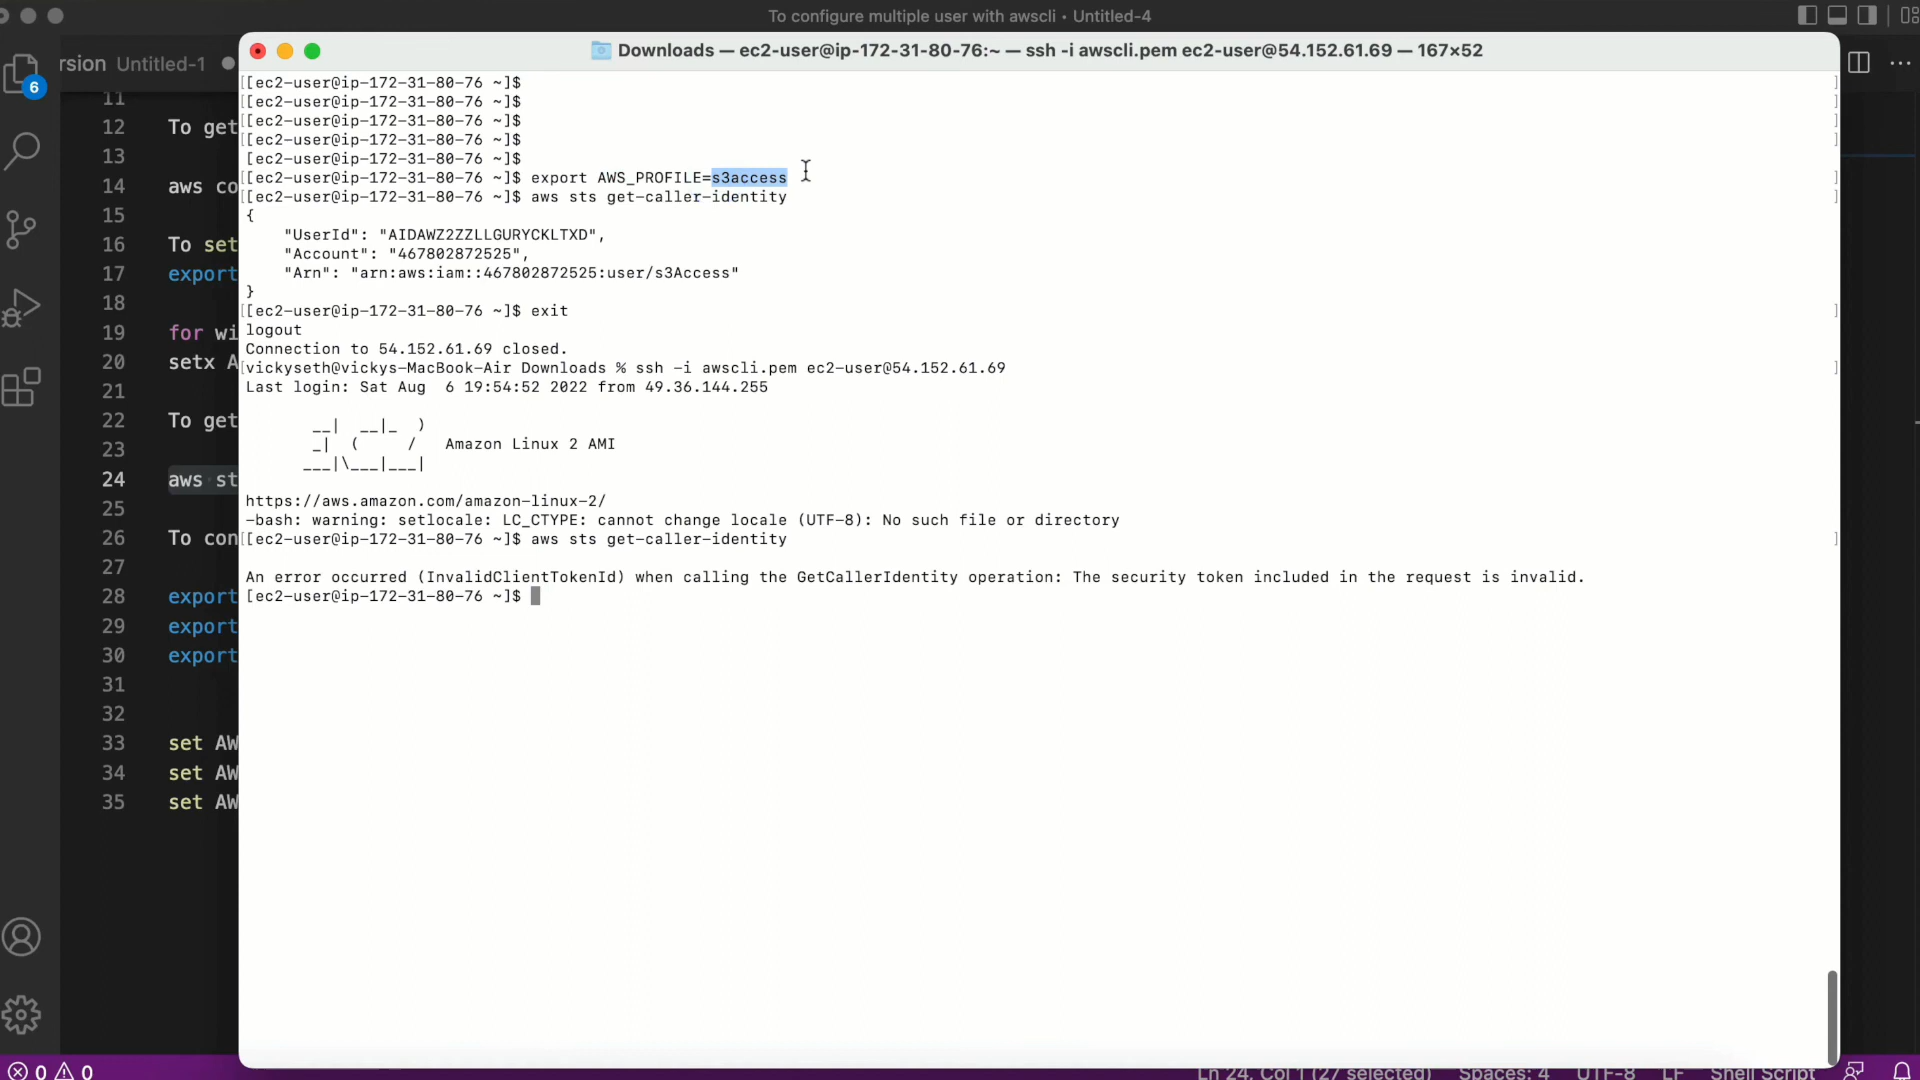 To configure multiple user with awscli • Untitled-4
rsion Untitled-1
6
Downloads — ec2-user@ip-172-31-80-76:~ — ssh -i awscli.pem ec2-user@54.152.61.69 — 167×52
11
12 To get
13
14 aws co
15
16 To set
17 export
18
19 for wi
20 setx A
21
22 To get
23
24 aws st
25
26 To con
27
28 export
29 export
30 export
31
32
33 set AW
34 set AW
35 set AW
[[ec2-user@ip-172-31-80-76 ~]$ ]
[[ec2-user@ip-172-31-80-76 ~]$ ]
[[ec2-user@ip-172-31-80-76 ~]$ ]
[[ec2-user@ip-172-31-80-76 ~]$ ]
[ec2-user@ip-172-31-80-76 ~]$
[[ec2-user@ip-172-31-80-76 ~]$ export AWS_PROFILE=s3access ]
[[ec2-user@ip-172-31-80-76 ~]$ aws sts get-caller-identity ]
{
"UserId": "AIDAWZ2ZZLLGURYCKLTXD",
"Account": "467802872525",
"Arn": "arn:aws:iam::467802872525:user/s3Access"
}
[[ec2-user@ip-172-31-80-76 ~]$ exit ]
logout
Connection to 54.152.61.69 closed.
[vickyseth@vickys-MacBook-Air Downloads % ssh -i awscli.pem ec2-user@54.152.61.69 ]
Last login: Sat Aug  6 19:54:52 2022 from 49.36.144.255
__|  __|_  )
_|  (     /   Amazon Linux 2 AMI
___|\___|___|
https://aws.amazon.com/amazon-linux-2/
-bash: warning: setlocale: LC_CTYPE: cannot change locale (UTF-8): No such file or directory
[[ec2-user@ip-172-31-80-76 ~]$ aws sts get-caller-identity ]
An error occurred (InvalidClientTokenId) when calling the GetCallerIdentity operation: The security token included in the request is invalid.
[ec2-user@ip-172-31-80-76 ~]$
0 0
Ln 24, Col 1 (27 selected) Spaces: 4 UTF-8 LF Shell Script